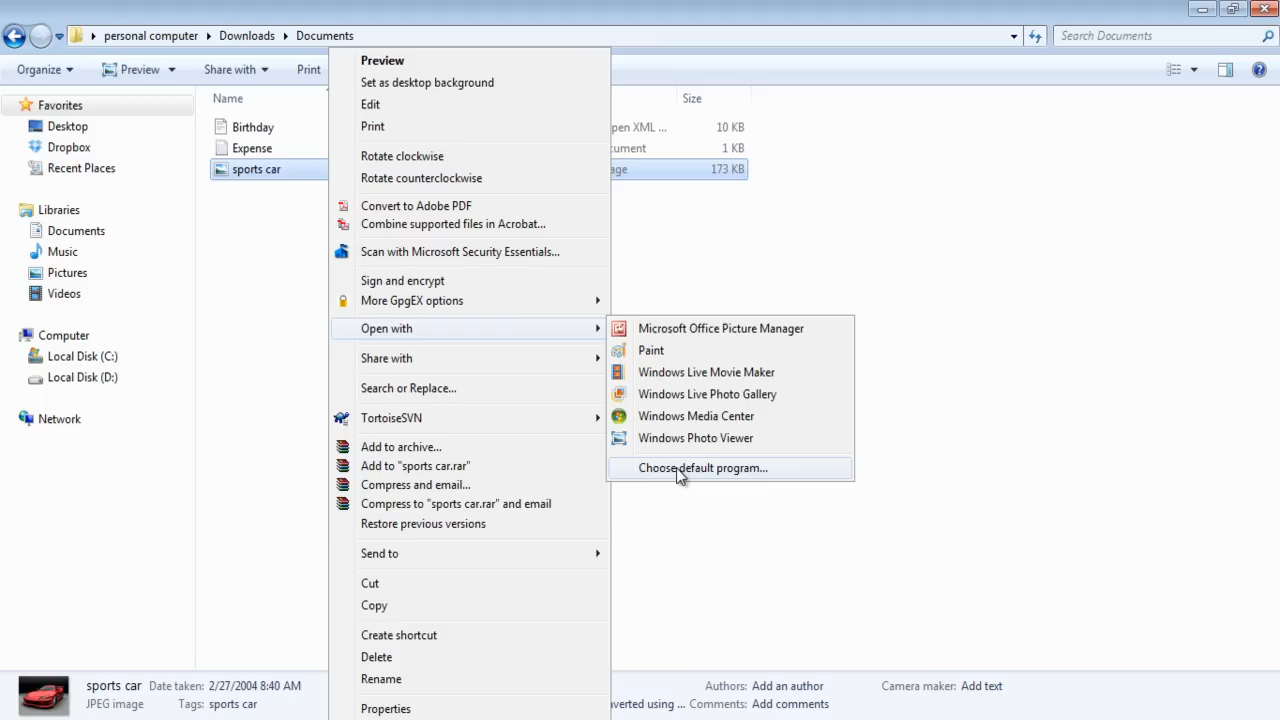 personal computer Downloads Documents Search Documents
Organize Preview Share with Print
Favorites
Desktop
Dropbox
Recent Places
Libraries
Documents
Music
Pictures
Videos
Computer
Local Disk (C:)
Local Disk (D:)
Network
Name Size
Birthday pen XML ... 10 KB
Expense cument 1 KB
sports car age 173 KB
Preview
Set as desktop background
Edit
Print
Rotate clockwise
Rotate counterclockwise
Convert to Adobe PDF
Combine supported files in Acrobat...
Scan with Microsoft Security Essentials...
Sign and encrypt
More GpgEX options
Open with
Share with
Search or Replace...
TortoiseSVN
Add to archive...
Add to "sports car.rar"
Compress and email...
Compress to "sports car.rar" and email
Restore previous versions
Send to
Cut
Copy
Create shortcut
Delete
Rename
Properties
Microsoft Office Picture Manager
Paint
Windows Live Movie Maker
Windows Live Photo Gallery
Windows Media Center
Windows Photo Viewer
Choose default program...
sports car Date taken: 2/27/2004 8:40 AM Authors: Add an author Camera maker: Add text
JPEG image Tags: sports car verted using ... Comments: Add comments